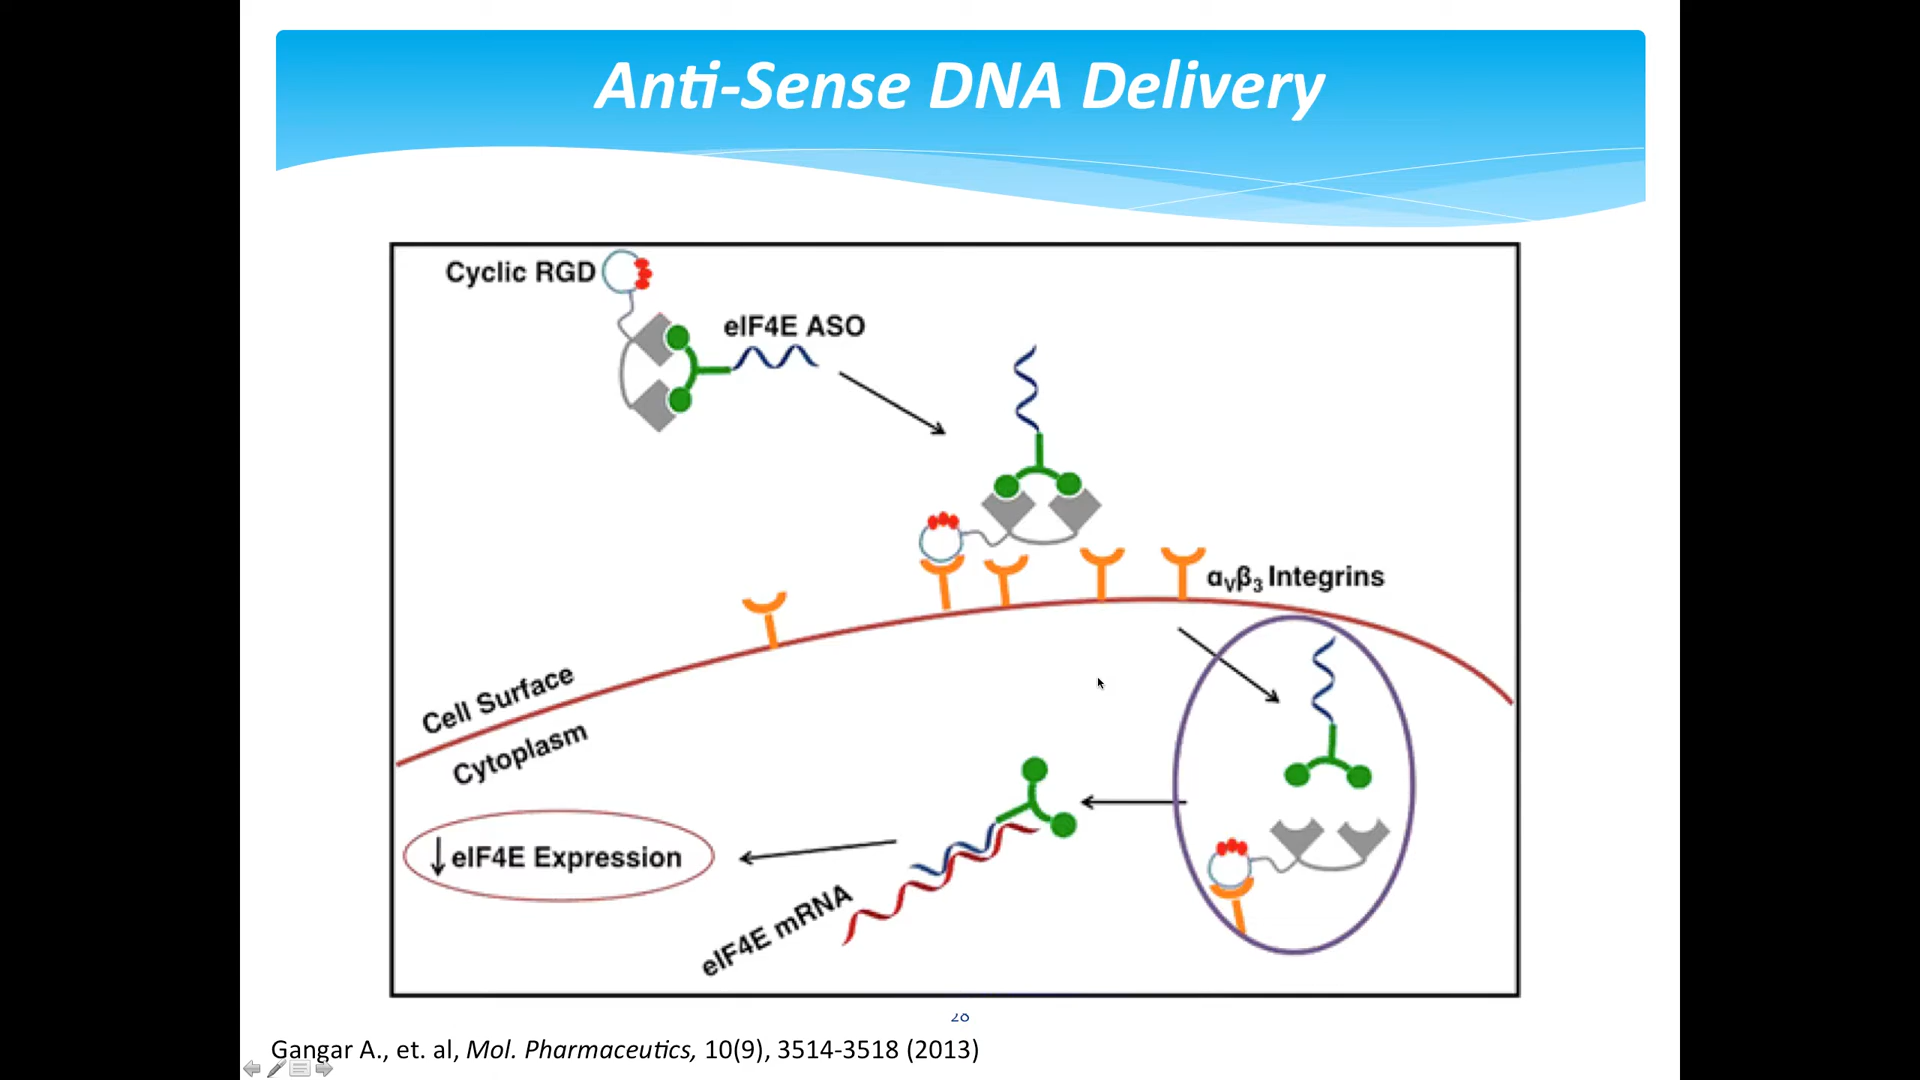 Anti-Sense DNA Delivery
Cyclic RGD
eIF4E ASO
αVβ3 Integrins
Cell Surface
Cytoplasm
↓ eIF4E Expression
eIF4E mRNA
28
Gangar A., et. al, Mol. Pharmaceutics, 10(9), 3514-3518 (2013)